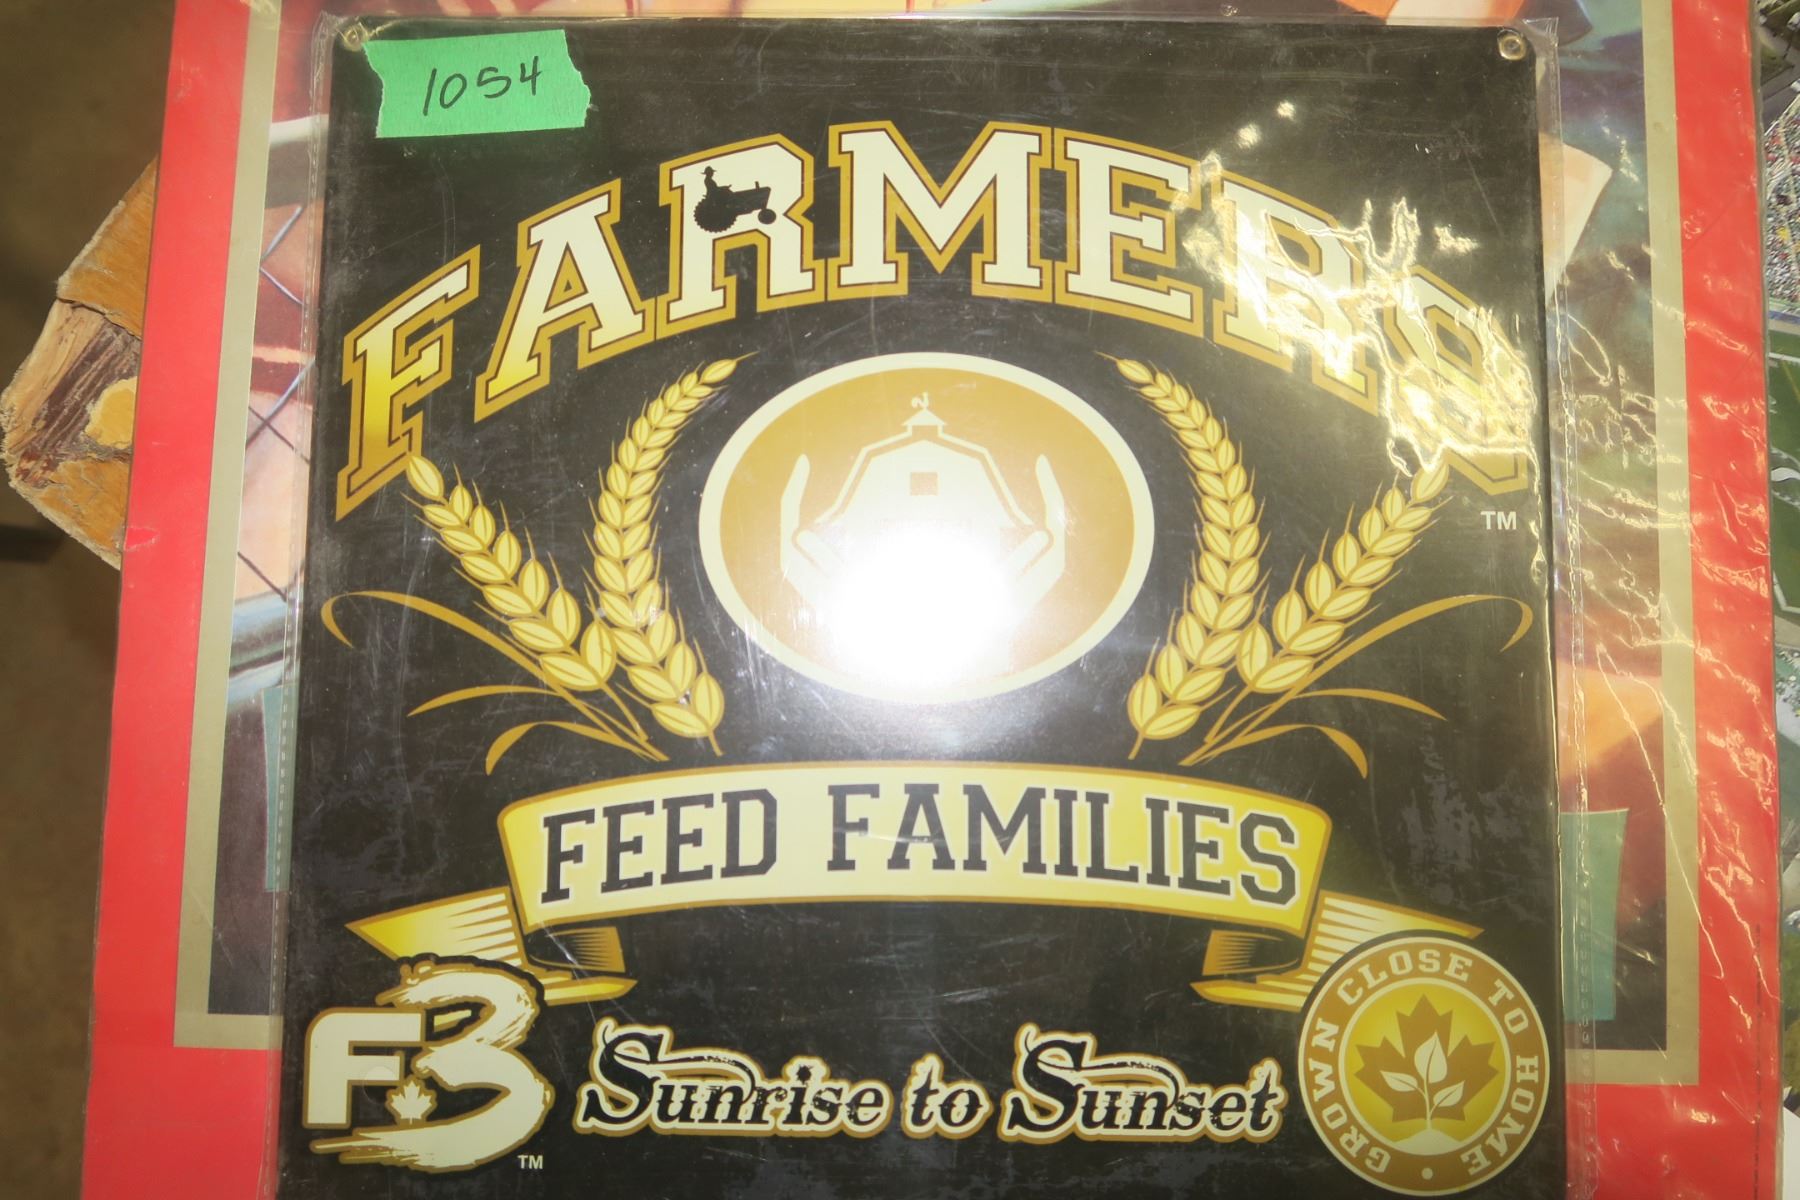 1054
FARMERS
TM
FEED FAMILIES
F3
TM
Sunrise to Sunset
GROWN CLOSE TO HOME •